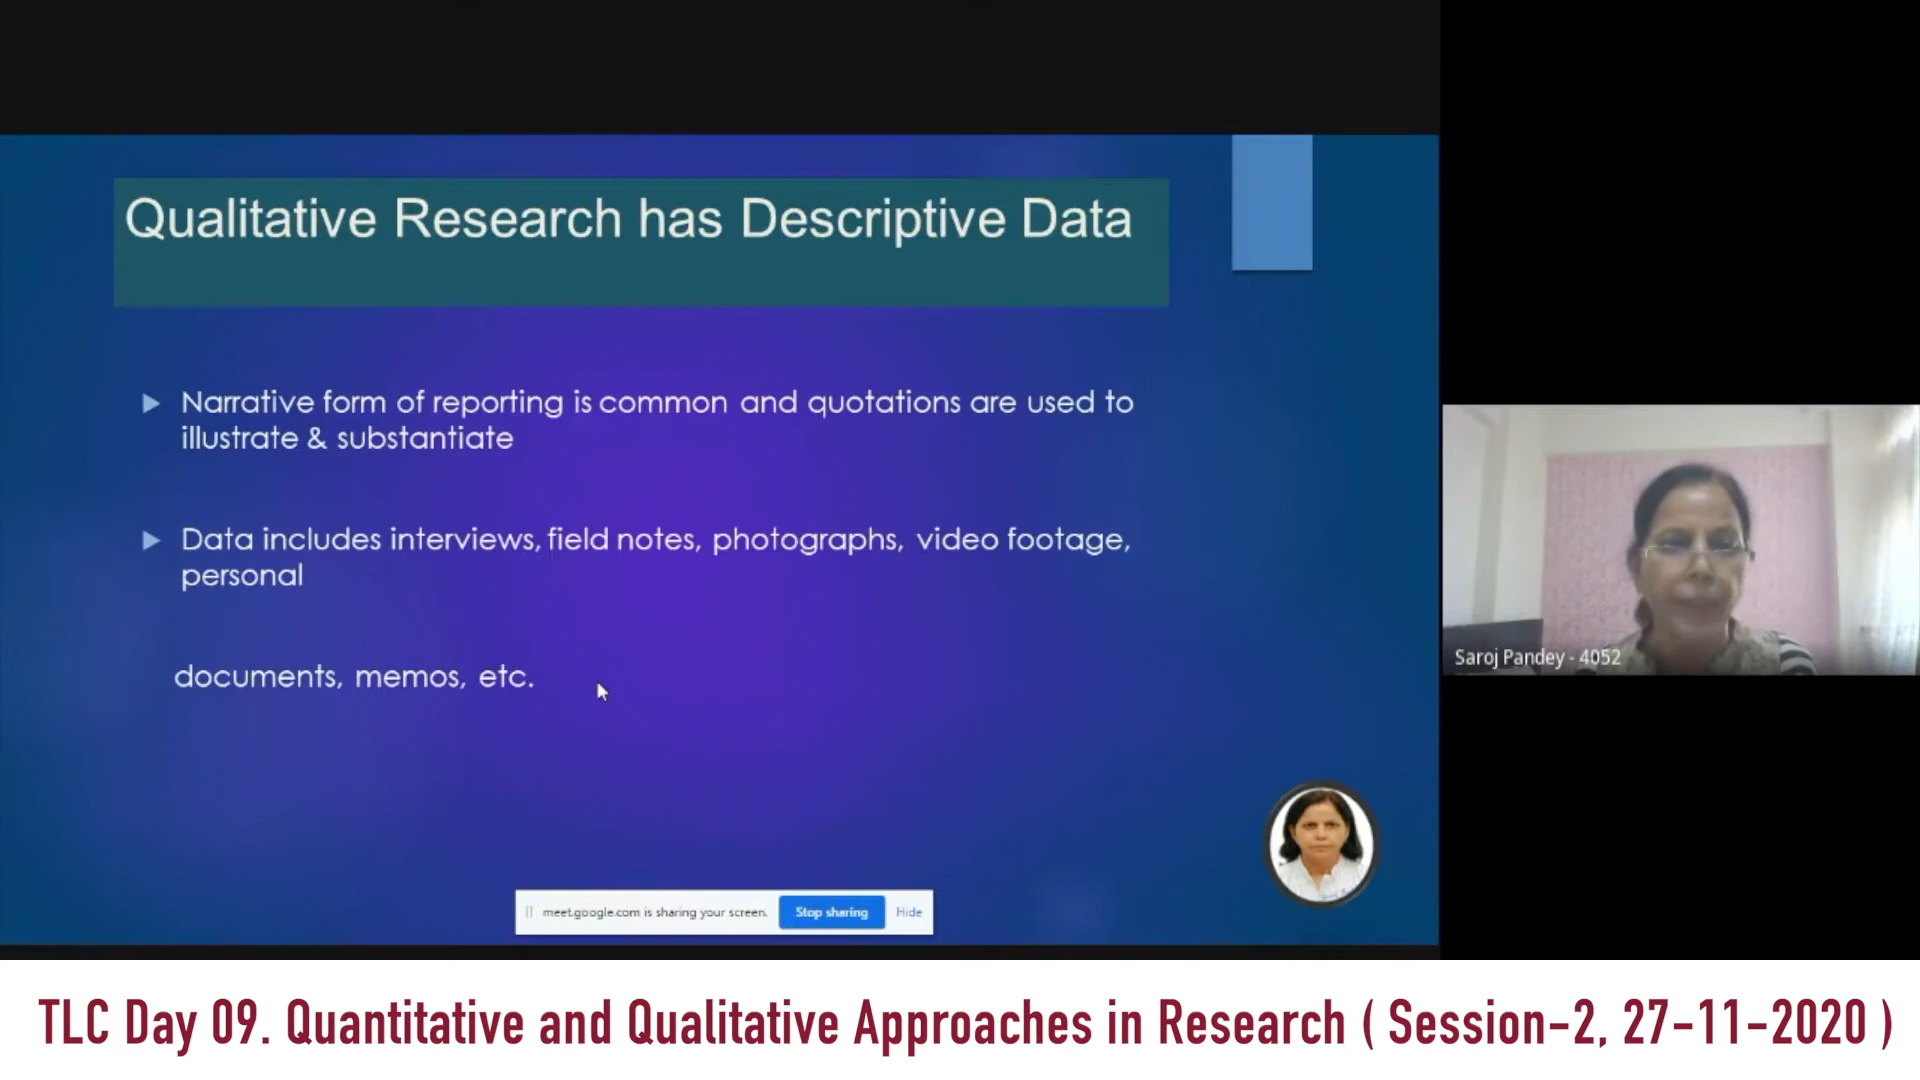 Qualitative Research has Descriptive Data
Narrative form of reporting is common and quotations are used to
illustrate & substantiate
Data includes interviews, field notes, photographs, video footage,
personal
documents, memos, etc.
Saroj Pandey - 4052
meet.google.com is sharing your screen.
Stop sharing
Hide
TLC Day 09. Quantitative and Qualitative Approaches in Research ( Session-2, 27-11-2020 )